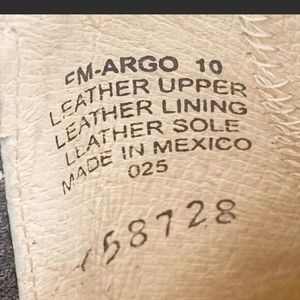 FM-ARGO 10
LEATHER UPPER
LEATHER LINING
LEATHER SOLE
MADE IN MEXICO
025
58728